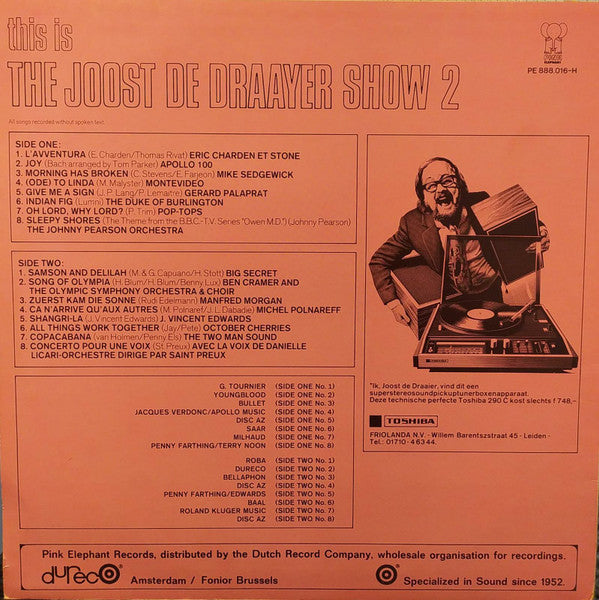 this is
THE JOOST DE DRAAYER SHOW 2
PINK
ELEPHANT
PE 888.016-H
All songs recorded without spoken text.
SIDE ONE:
1. L'AVVENTURA (E. Charden/Thomas Rivat) ERIC CHARDEN ET STONE
2. JOY (Bach arranged by Tom Parker) APOLLO 100
3. MORNING HAS BROKEN (C. Stevens/E. Farjeon) MIKE SEDGEWICK
4. (ODE) TO LINDA (M. Malyster) MONTEVIDEO
5. GIVE ME A SIGN (J.P. Lang/P. Lemaitre) GERARD PALAPRAT
6. INDIAN FIG (Lumni) THE DUKE OF BURLINGTON
7. OH LORD, WHY LORD? (P. Trim) POP-TOPS
8. SLEEPY SHORES (The Theme from the B.B.C.-T.V. Series "Owen M.D.") (Johnny Pearson)
THE JOHNNY PEARSON ORCHESTRA
SIDE TWO:
1. SAMSON AND DELILAH (M. & G. Capuano/H. Stott) BIG SECRET
2. SONG OF OLYMPIA (H. Blum/H. Blum/Benny Lux) BEN CRAMER AND
THE OLYMPIC SYMPHONY ORCHESTRA & CHOIR
3. ZUERST KAM DIE SONNE (Rudi Edelmann) MANFRED MORGAN
4. CA N'ARRIVE QU'AUX AUTRES (M. Polnaref/J.L. Dabadie) MICHEL POLNAREFF
5. SHANGRI-LA (J. Vincent Edwards) J. VINCENT EDWARDS
6. ALL THINGS WORK TOGETHER (Jay/Pete) OCTOBER CHERRIES
7. COPACABANA (van Holmen/Penny Els) THE TWO MAN SOUND
8. CONCERTO POUR UNE VOIX (St. Preux) AVEC LA VOIX DE DANIELLE
LICARI-ORCHESTRE DIRIGE PAR SAINT PREUX
G. TOURNIER (SIDE ONE No. 1)
YOUNGBLOOD (SIDE ONE No. 2)
BULLET (SIDE ONE No. 3)
JACQUES VERDONC/APOLLO MUSIC (SIDE ONE No. 4)
DISC AZ (SIDE ONE No. 5)
SAAR (SIDE ONE No. 6)
MILHAUD (SIDE ONE No. 7)
PENNY FARTHING/TERRY NOON (SIDE ONE No. 8)
ROBA (SIDE TWO No. 1)
DURECO (SIDE TWO No. 2)
BELLAPHON (SIDE TWO No. 3)
DISC AZ (SIDE TWO No. 4)
PENNY FARTHING/EDWARDS (SIDE TWO No. 5)
BAAL (SIDE TWO No. 6)
ROLAND KLUGER MUSIC (SIDE TWO No. 7)
DISC AZ (SIDE TWO No. 8)
"Ik, Joost de Draaier, vind dit een
superstereosoundpickuptunerboxenapparaat.
Deze technische perfecte Toshiba 290 C kost slechts f 748,-
TOSHIBA
FRIOLANDA N.V. - Willem Barentszstraat 45 - Leiden -
Tel.: 01710 - 4 63 44.
Pink Elephant Records, distributed by the Dutch Record Company, wholesale organisation for recordings.
dureco Amsterdam / Fonior Brussels
Specialized in Sound since 1952.